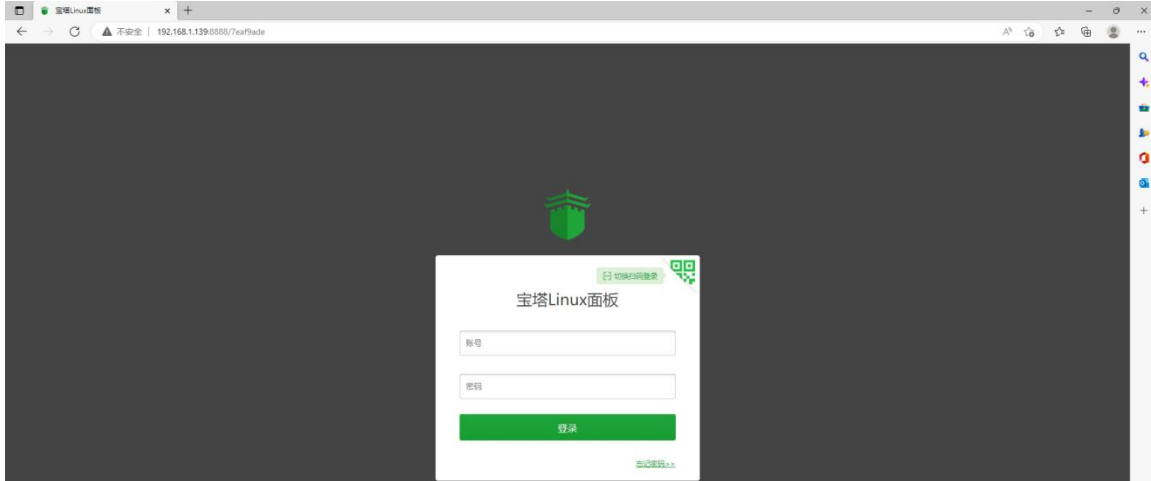 宝塔Linux面板
不安全 | 192.168.1.139:8888/7eaf9ade
切换扫码登录
宝塔Linux面板
账号
密码
登录
忘记密码>>